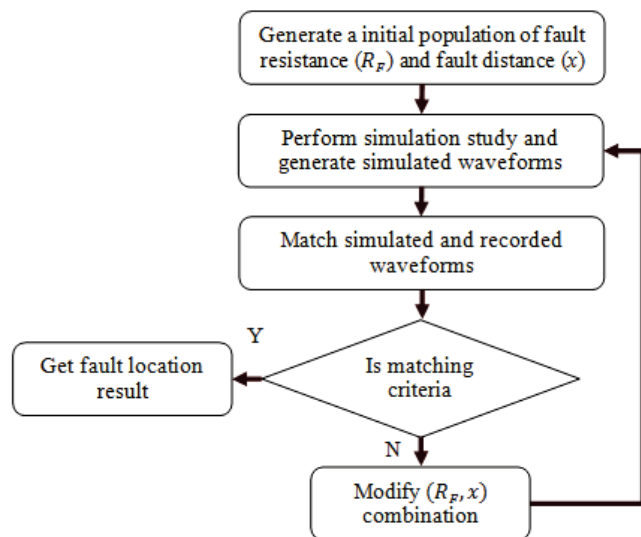 Generate a initial population of fault
resistance (R_F) and fault distance (x)
Perform simulation study and
generate simulated waveforms
Match simulated and recorded
waveforms
Is matching
criteria
Y
Get fault location
result
N
Modify (R_F, x)
combination